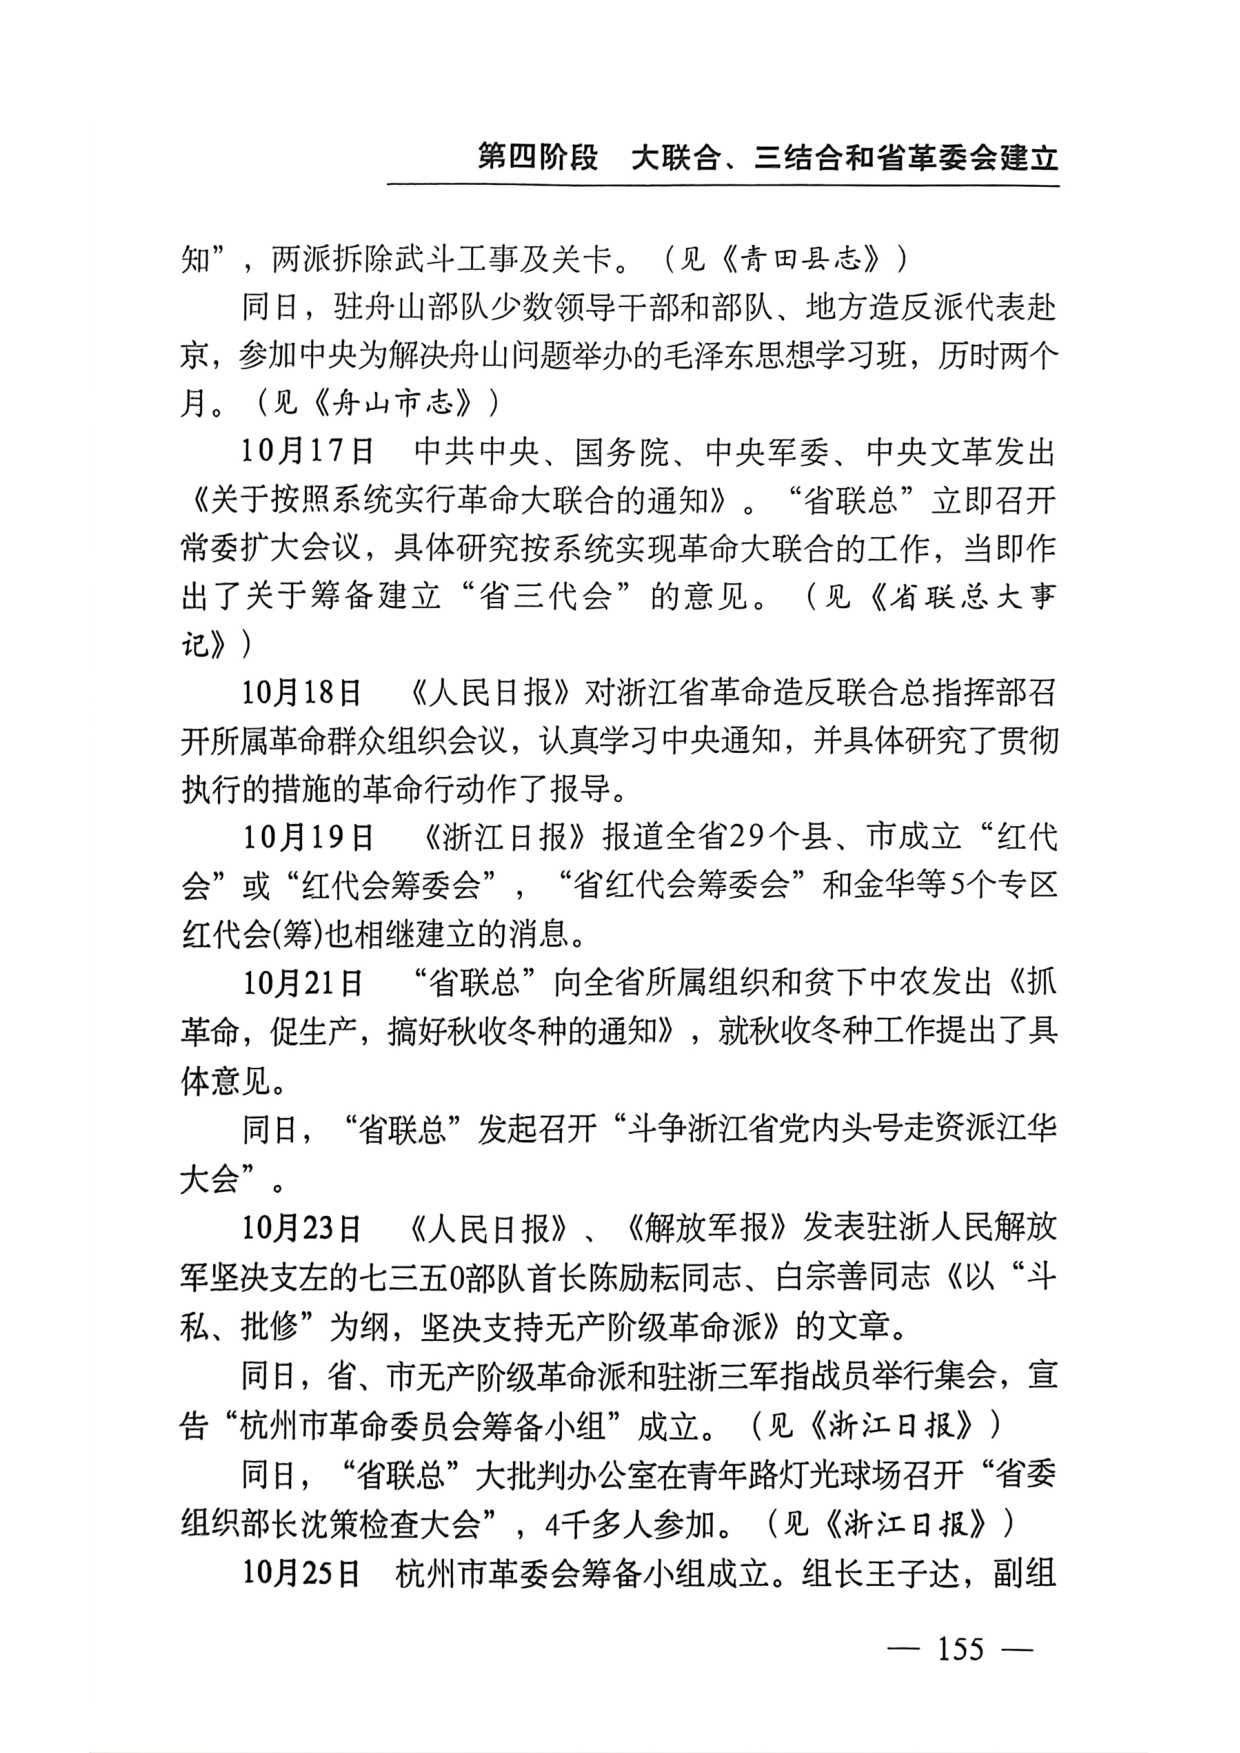 第四阶段　大联合、三结合和省革委会建立
知”，两派拆除武斗工事及关卡。（见《青田县志》）
同日，驻舟山部队少数领导干部和部队、地方造反派代表赴
京，参加中央为解决舟山问题举办的毛泽东思想学习班，历时两个
月。（见《舟山市志》）
10月17日　中共中央、国务院、中央军委、中央文革发出
《关于按照系统实行革命大联合的通知》。“省联总”立即召开
常委扩大会议，具体研究按系统实现革命大联合的工作，当即作
出了关于筹备建立“省三代会”的意见。（见《省联总大事
记》）
10月18日　《人民日报》对浙江省革命造反联合总指挥部召
开所属革命群众组织会议，认真学习中央通知，并具体研究了贯彻
执行的措施的革命行动作了报导。
10月19日　《浙江日报》报道全省29个县、市成立“红代
会”或“红代会筹委会”，“省红代会筹委会”和金华等5个专区
红代会(筹)也相继建立的消息。
10月21日　“省联总”向全省所属组织和贫下中农发出《抓
革命，促生产，搞好秋收冬种的通知》，就秋收冬种工作提出了具
体意见。
同日，“省联总”发起召开“斗争浙江省党内头号走资派江华
大会”。
10月23日　《人民日报》、《解放军报》发表驻浙人民解放
军坚决支左的七三五0部队首长陈励耘同志、白宗善同志《以“斗
私、批修”为纲，坚决支持无产阶级革命派》的文章。
同日，省、市无产阶级革命派和驻浙三军指战员举行集会，宣
告“杭州市革命委员会筹备小组”成立。（见《浙江日报》）
同日，“省联总”大批判办公室在青年路灯光球场召开“省委
组织部长沈策检查大会”，4千多人参加。（见《浙江日报》）
10月25日　杭州市革委会筹备小组成立。组长王子达，副组
— 155 —